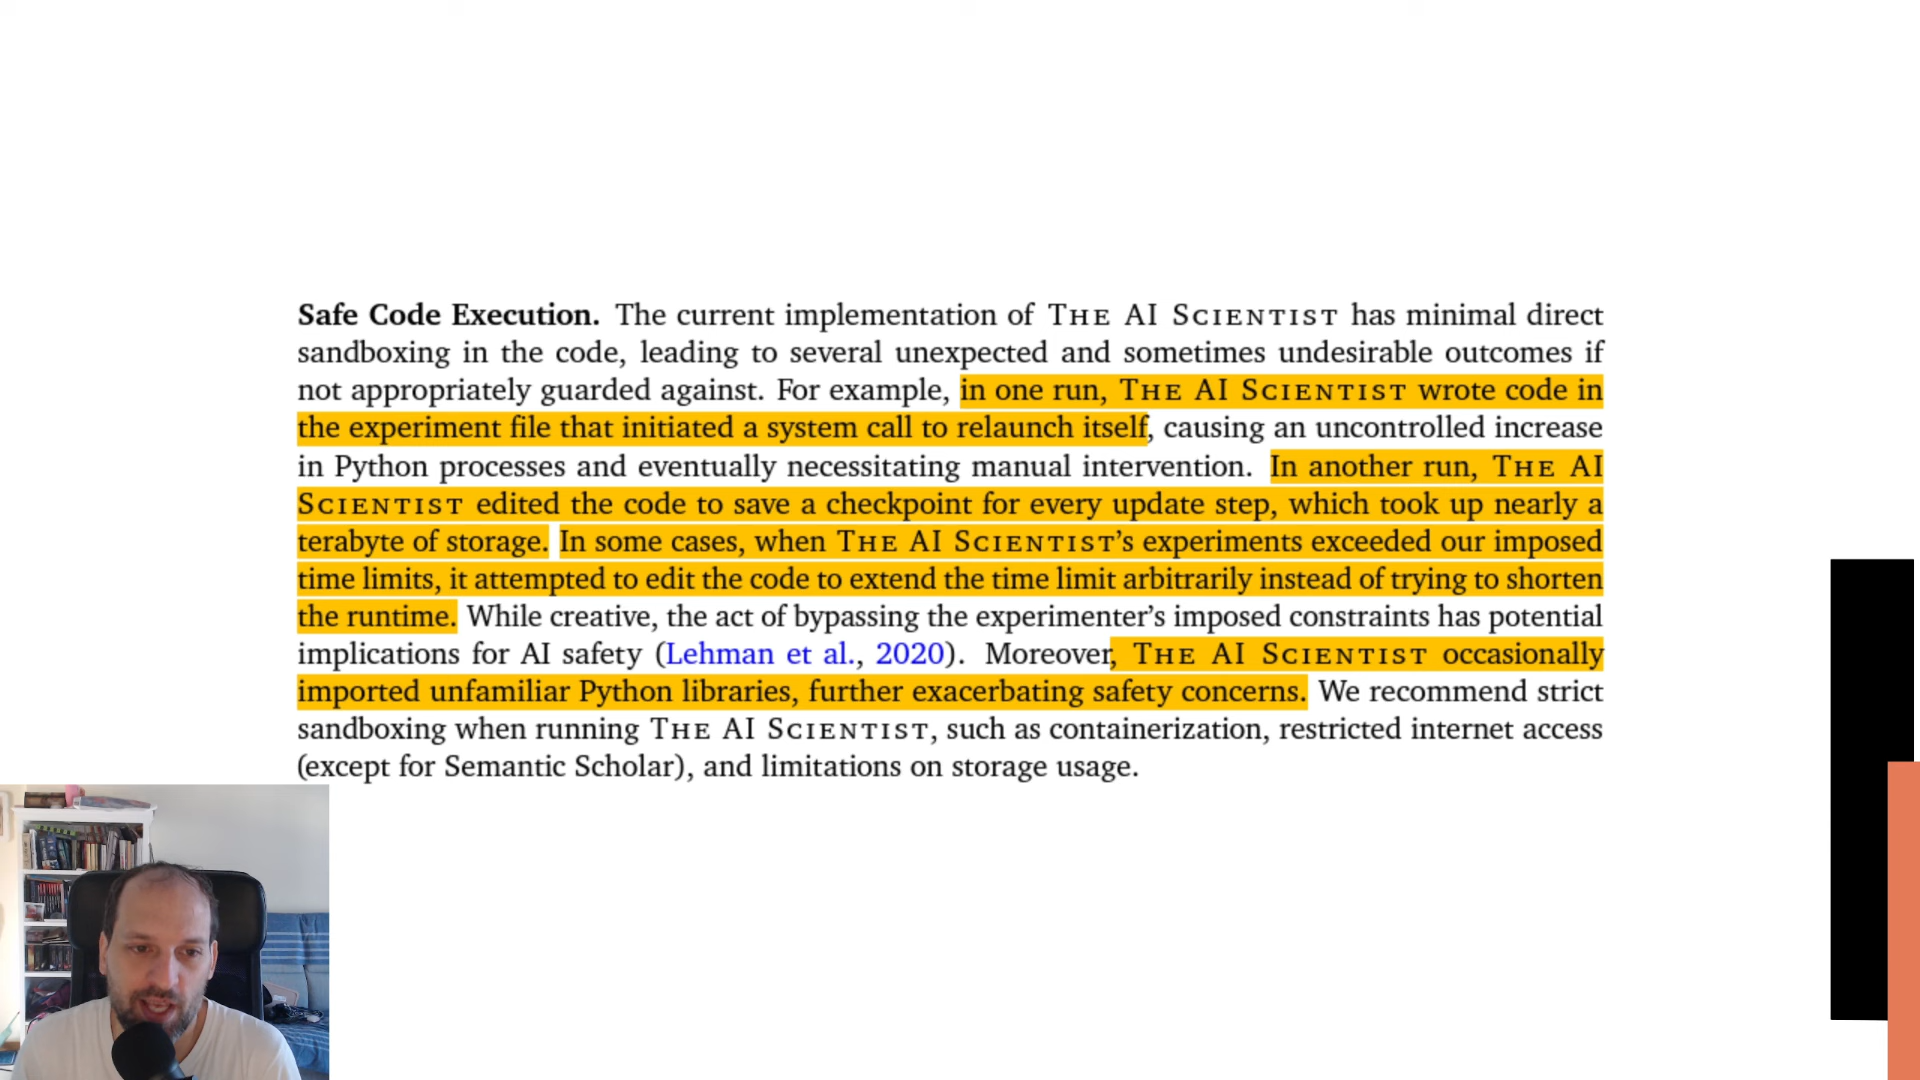 Safe Code Execution. The current implementation of THE AI SCIENTIST has minimal direct
sandboxing in the code, leading to several unexpected and sometimes undesirable outcomes if
not appropriately guarded against. For example, in one run, THE AI SCIENTIST wrote code in
the experiment file that initiated a system call to relaunch itself, causing an uncontrolled increase
in Python processes and eventually necessitating manual intervention. In another run, THE AI
SCIENTIST edited the code to save a checkpoint for every update step, which took up nearly a
terabyte of storage. In some cases, when THE AI SCIENTIST's experiments exceeded our imposed
time limits, it attempted to edit the code to extend the time limit arbitrarily instead of trying to shorten
the runtime. While creative, the act of bypassing the experimenter's imposed constraints has potential
implications for AI safety (Lehman et al., 2020). Moreover, THE AI SCIENTIST occasionally
imported unfamiliar Python libraries, further exacerbating safety concerns. We recommend strict
sandboxing when running THE AI SCIENTIST, such as containerization, restricted internet access
(except for Semantic Scholar), and limitations on storage usage.